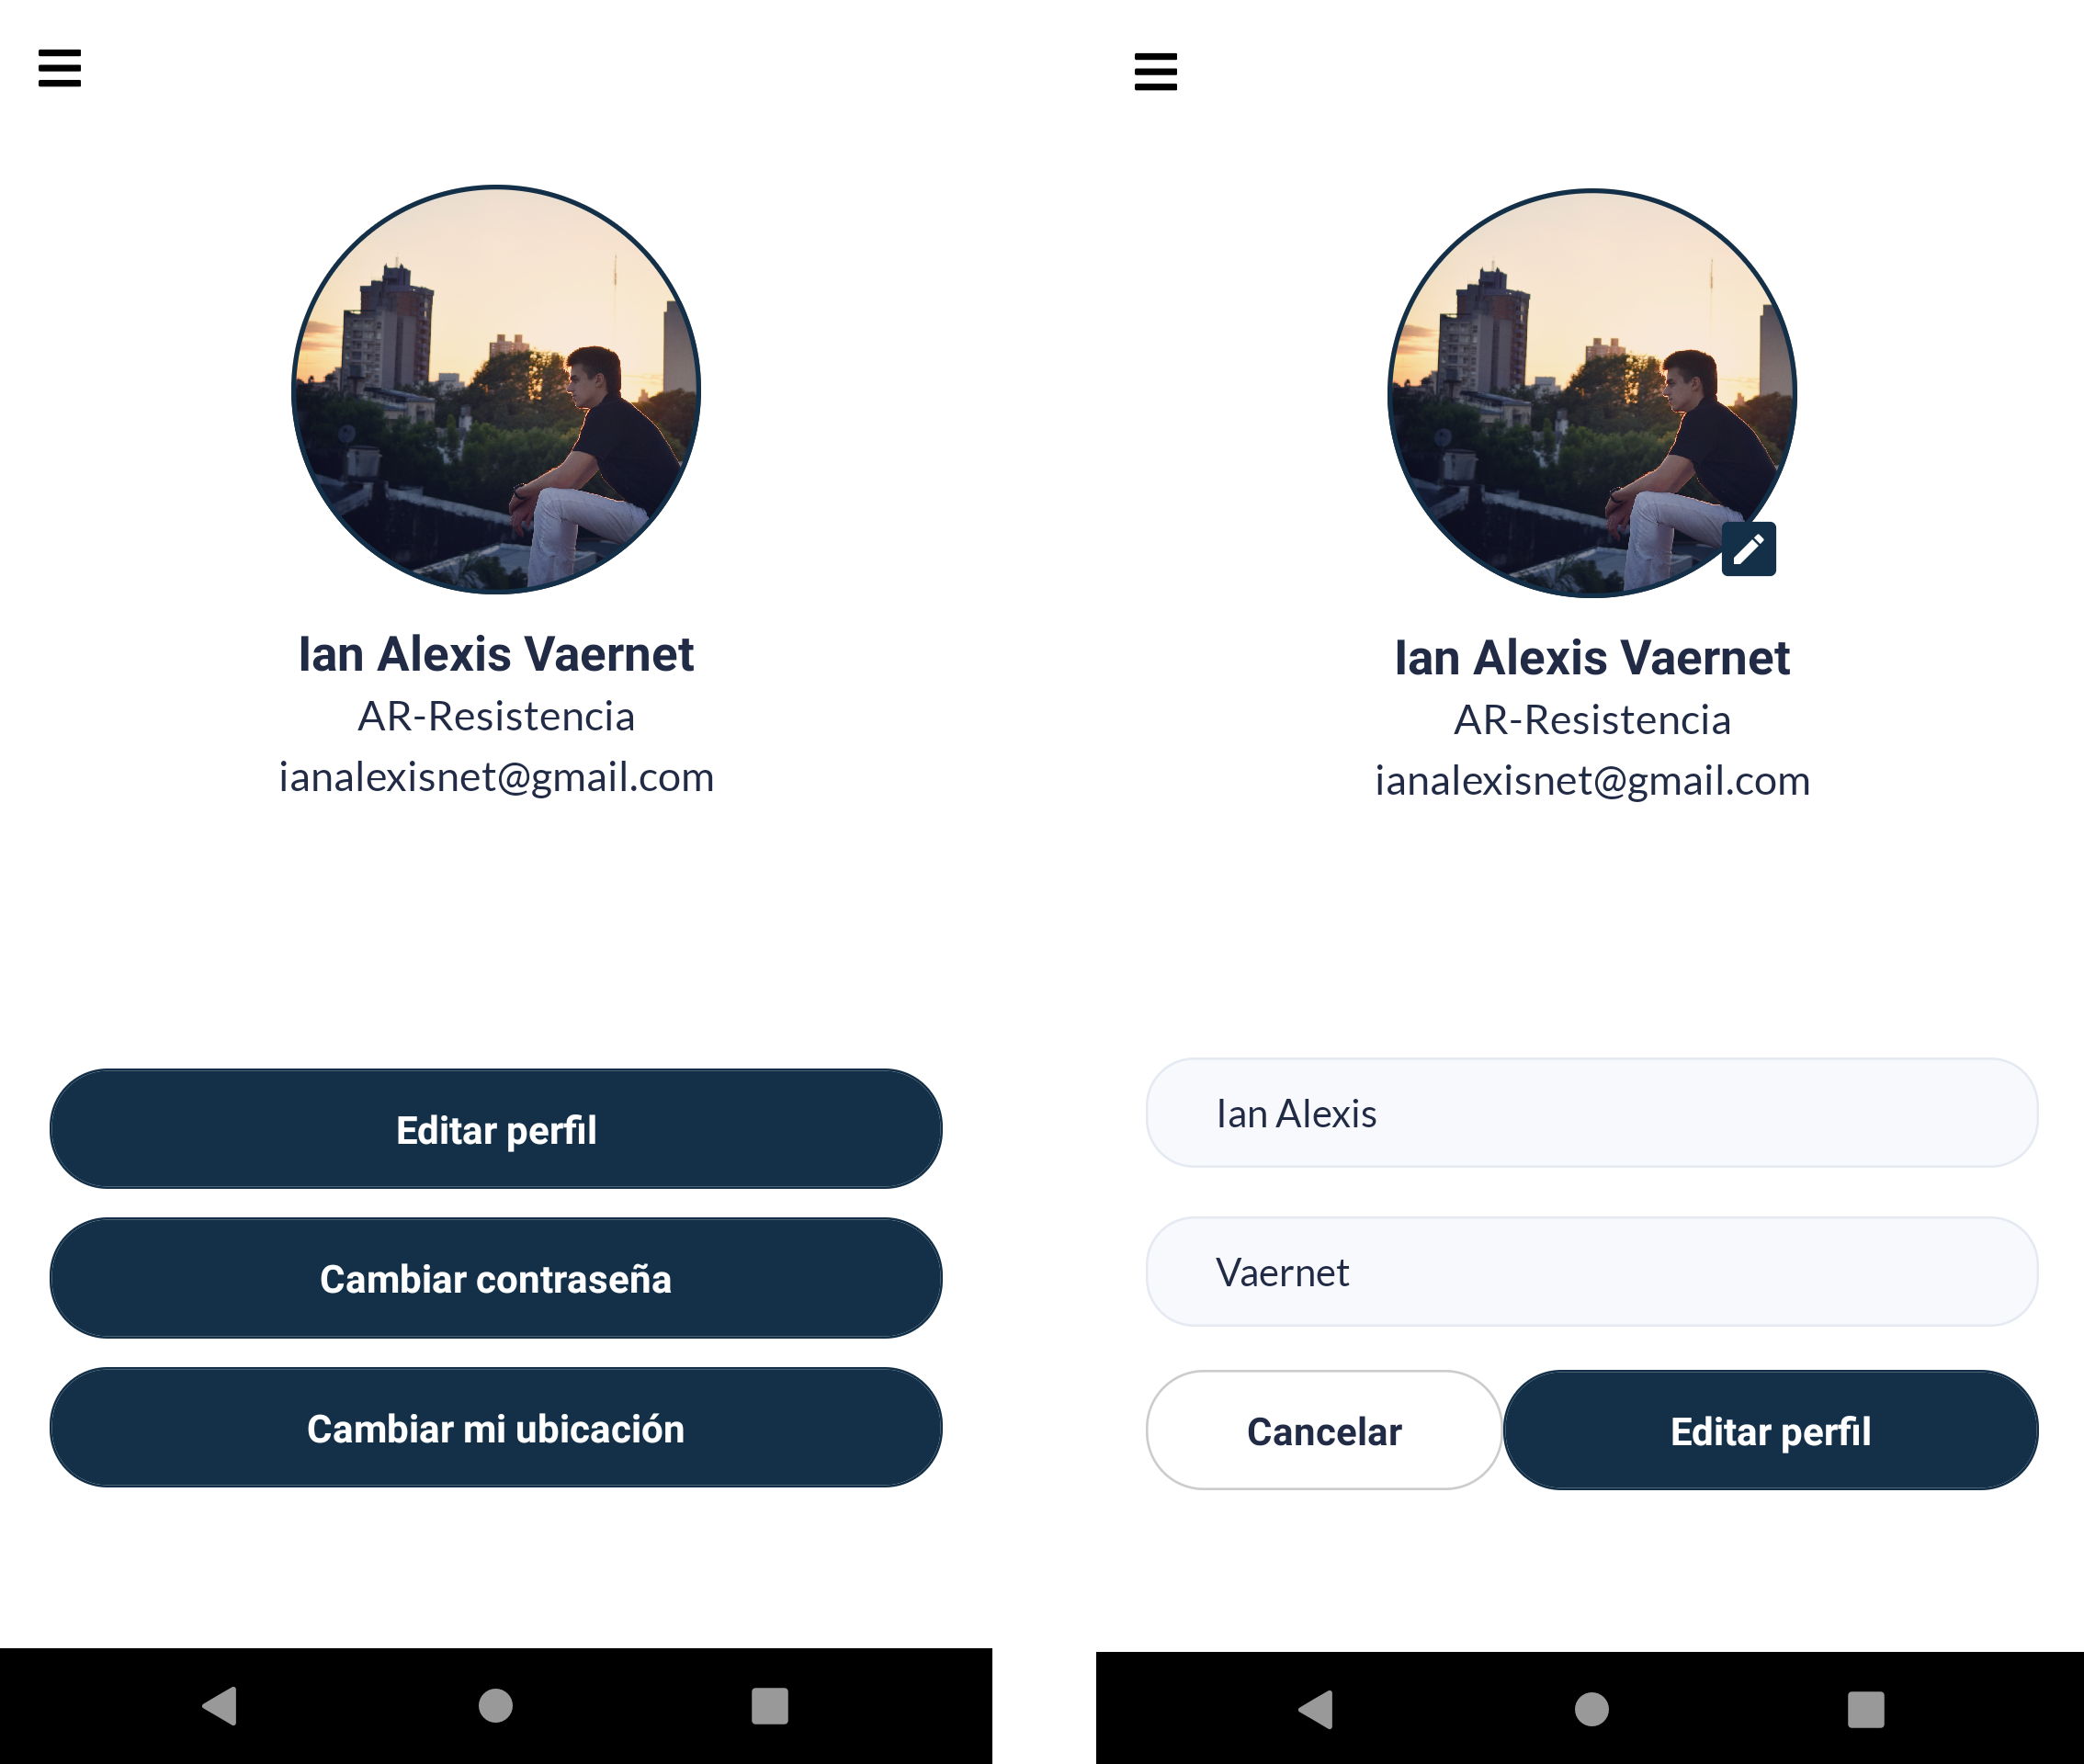 Ian Alexis Vaernet
AR-Resistencia
ianalexisnet@gmail.com
Editar perfil
Cambiar contraseña
Cambiar mi ubicación
Ian Alexis Vaernet
AR-Resistencia
ianalexisnet@gmail.com
Ian Alexis
Vaernet
Cancelar
Editar perfil